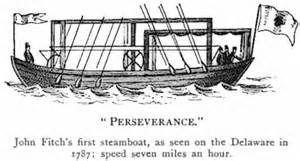 " PERSEVERANCE."
John Fitch's first steamboat, as seen on the Delaware in
1787; speed seven miles an hour.